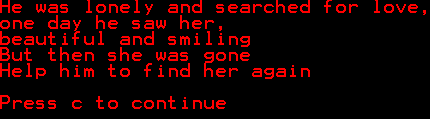 He was lonely and searched for love,
one day he saw her,
beautiful and smiling
But then she was gone
Help him to find her again
Press c to continue